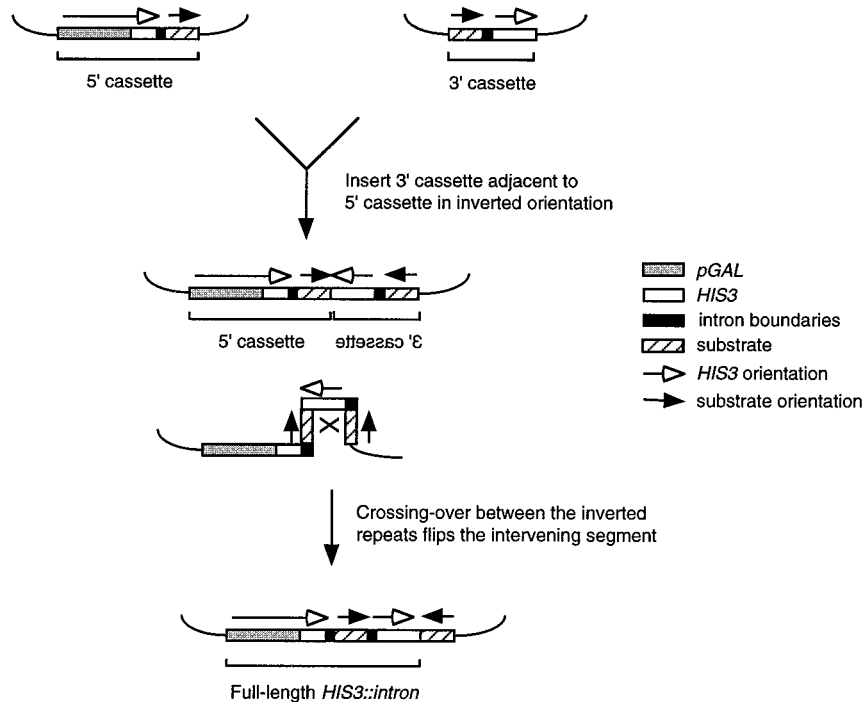 5' cassette
3' cassette
Insert 3' cassette adjacent to
5' cassette in inverted orientation
5' cassette
3' cassette
pGAL
HIS3
intron boundaries
substrate
HIS3 orientation
substrate orientation
Crossing-over between the inverted
repeats flips the intervening segment
Full-length HIS3::intron